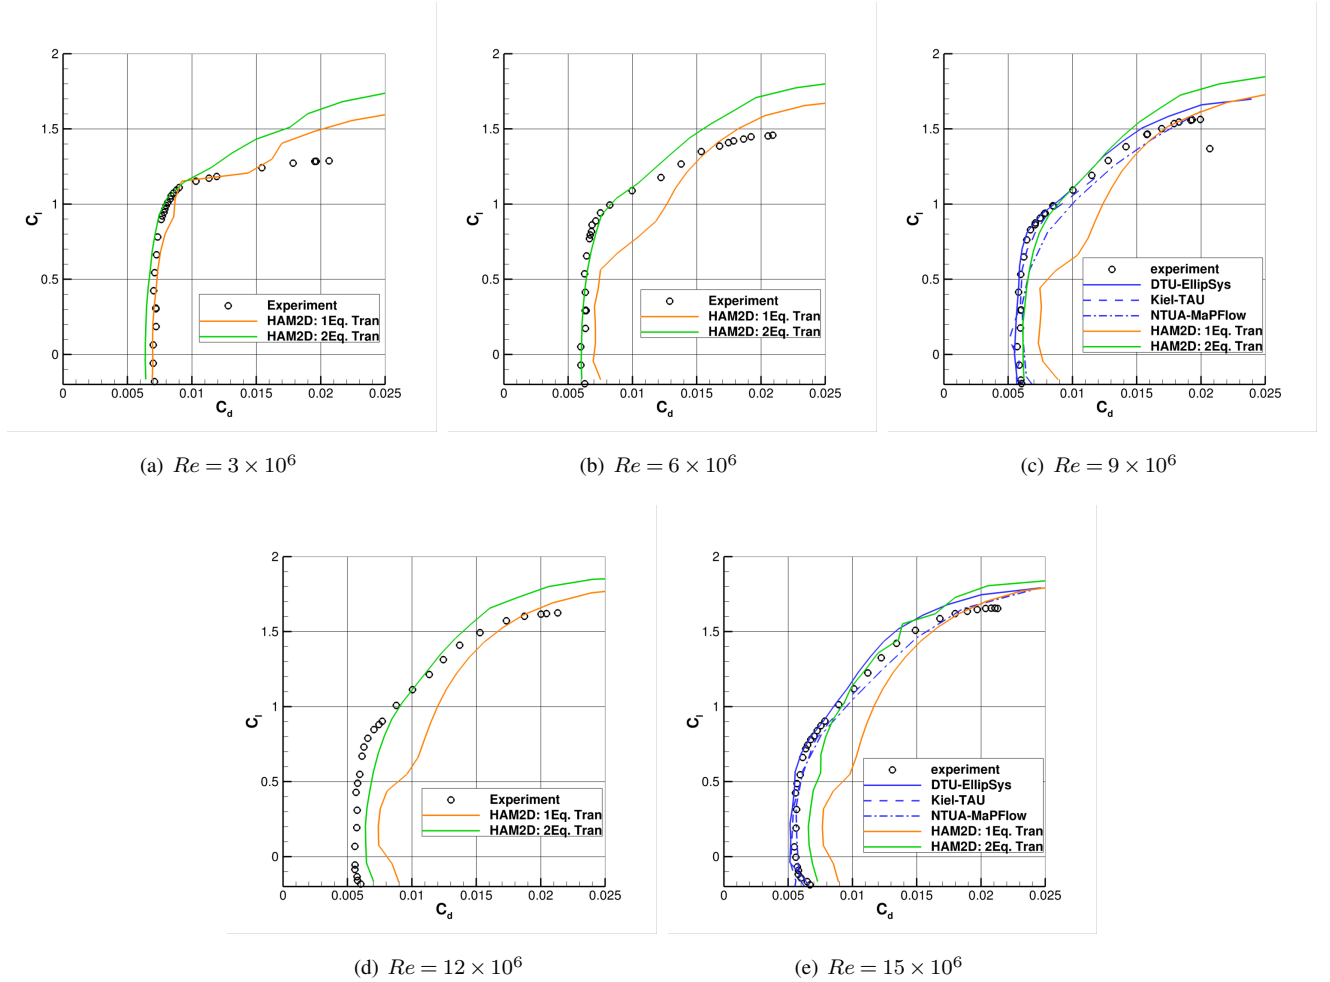 2
1.5
1
0.5
0
C_l
0 0.005 0.01 0.015 0.02 0.025
C_d
Experiment
HAM2D: 1Eq. Tran
HAM2D: 2Eq. Tran
(a) Re = 3 × 10^6
2
1.5
1
0.5
0
C_l
0 0.005 0.01 0.015 0.02 0.025
C_d
Experiment
HAM2D: 1Eq. Tran
HAM2D: 2Eq. Tran
(b) Re = 6 × 10^6
2
1.5
1
0.5
0
C_l
0 0.005 0.01 0.015 0.02 0.025
C_d
experiment
DTU-EllipSys
Kiel-TAU
NTUA-MaPFlow
HAM2D: 1Eq. Tran
HAM2D: 2Eq. Tran
(c) Re = 9 × 10^6
2
1.5
1
0.5
0
C_l
0 0.005 0.01 0.015 0.02 0.025
C_d
Experiment
HAM2D: 1Eq. Tran
HAM2D: 2Eq. Tran
(d) Re = 12 × 10^6
2
1.5
1
0.5
0
C_l
0 0.005 0.01 0.015 0.02 0.025
C_d
experiment
DTU-EllipSys
Kiel-TAU
NTUA-MaPFlow
HAM2D: 1Eq. Tran
HAM2D: 2Eq. Tran
(e) Re = 15 × 10^6